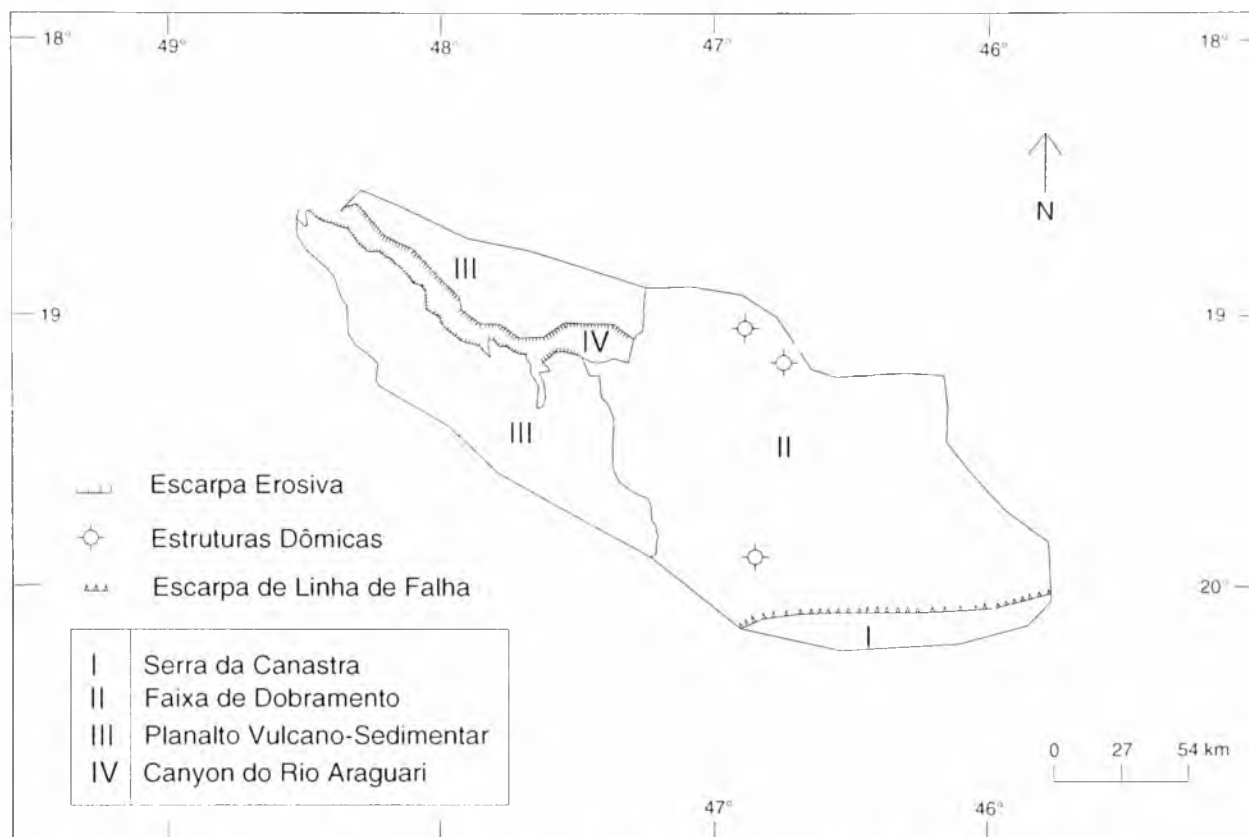 49° 48° 47° 46°
18° 18°
N
III
IV
19 19
II
III
Escarpa Erosiva
Estruturas Dômicas
Escarpa de Linha de Falha
20°
I
I Serra da Canastra
II Faixa de Dobramento
III Planalto Vulcano-Sedimentar
IV Canyon do Rio Araguari
0 27 54 km
47° 46°